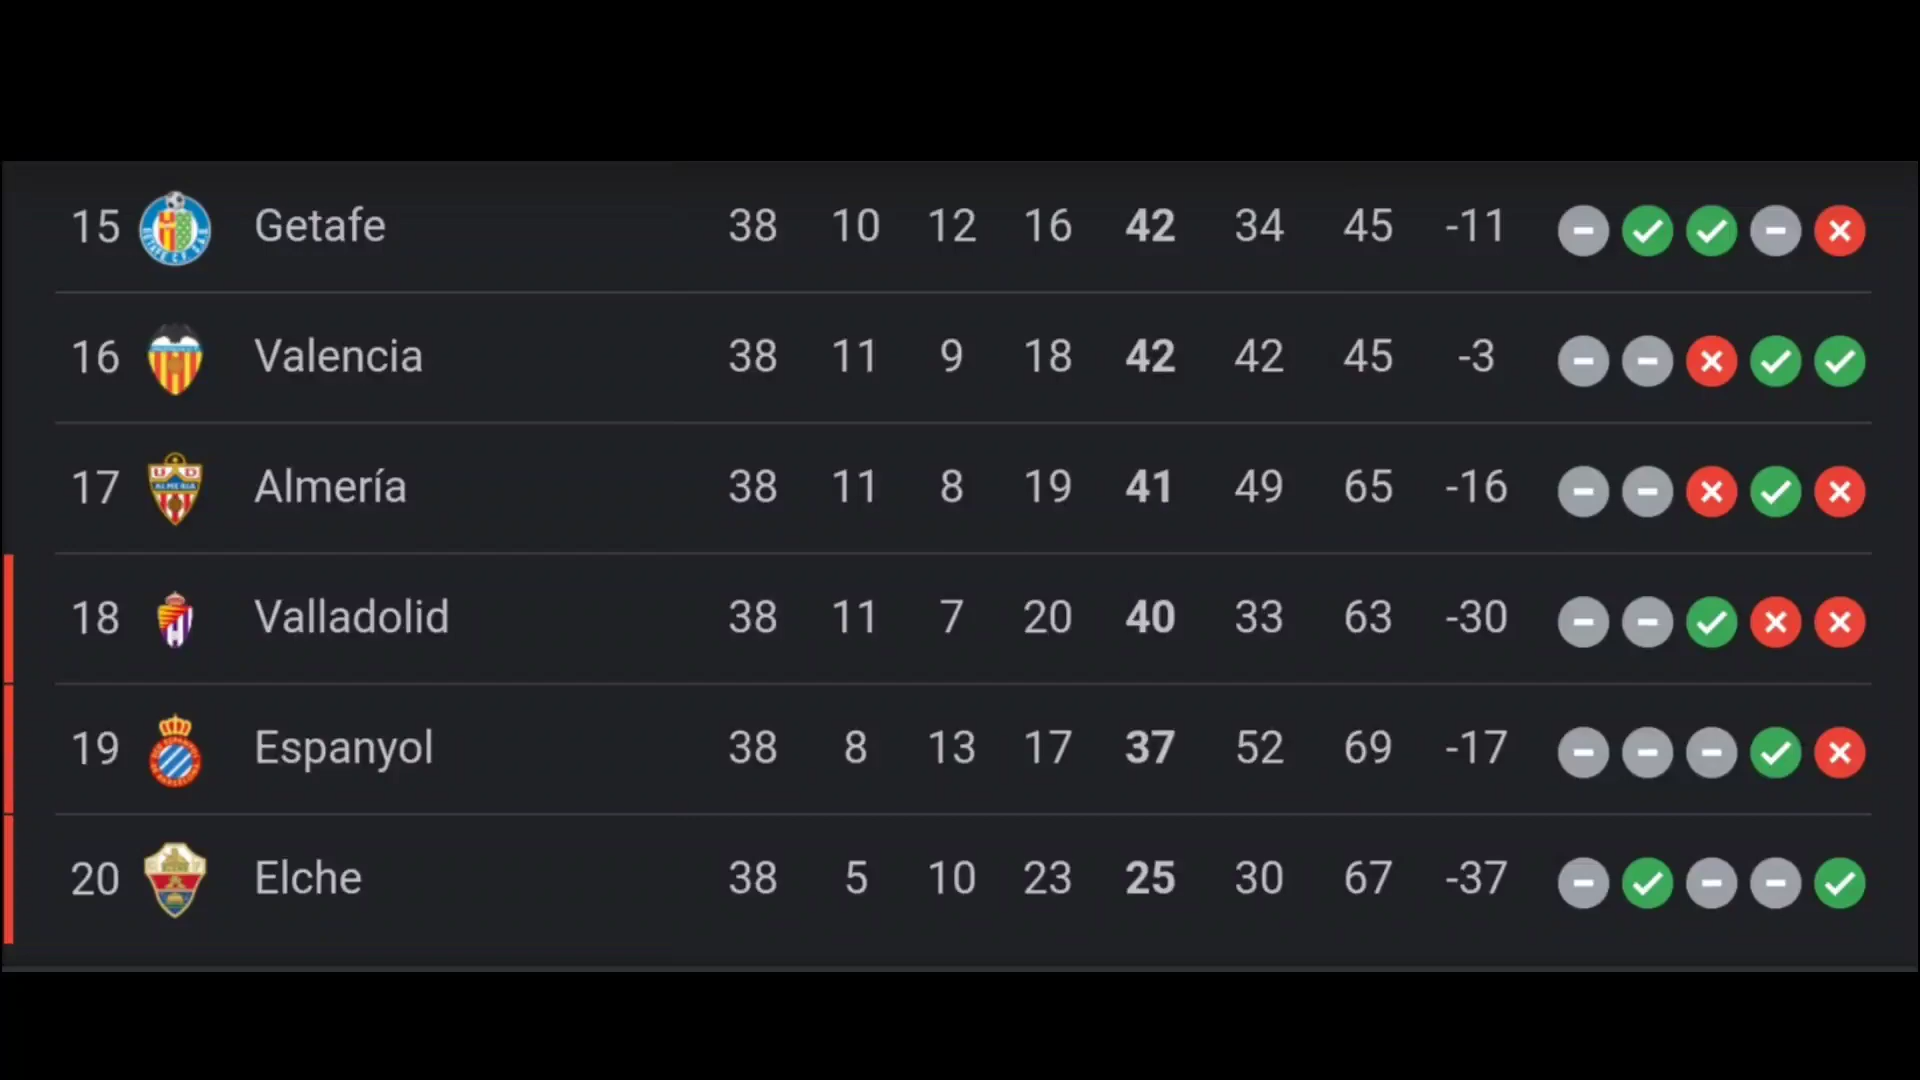 15 Getafe 38 10 12 16 42 34 45 -11
16 Valencia 38 11 9 18 42 42 45 -3
17 Almería 38 11 8 19 41 49 65 -16
18 Valladolid 38 11 7 20 40 33 63 -30
19 Espanyol 38 8 13 17 37 52 69 -17
20 Elche 38 5 10 23 25 30 67 -37